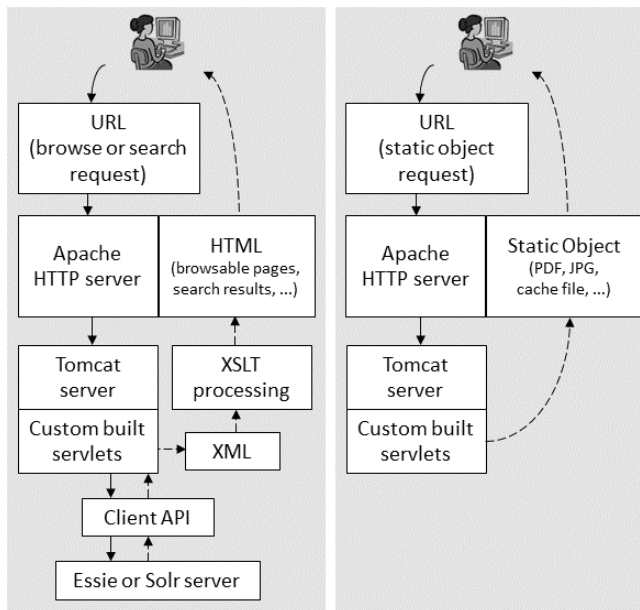 URL
(browse or search
request)
Apache
HTTP server
HTML
(browsable pages,
search results, ...)
Tomcat
server
XSLT
processing
Custom built
servlets
XML
Client API
Essie or Solr server
URL
(static object
request)
Apache
HTTP server
Static Object
(PDF, JPG,
cache file, ...)
Tomcat
server
Custom built
servlets